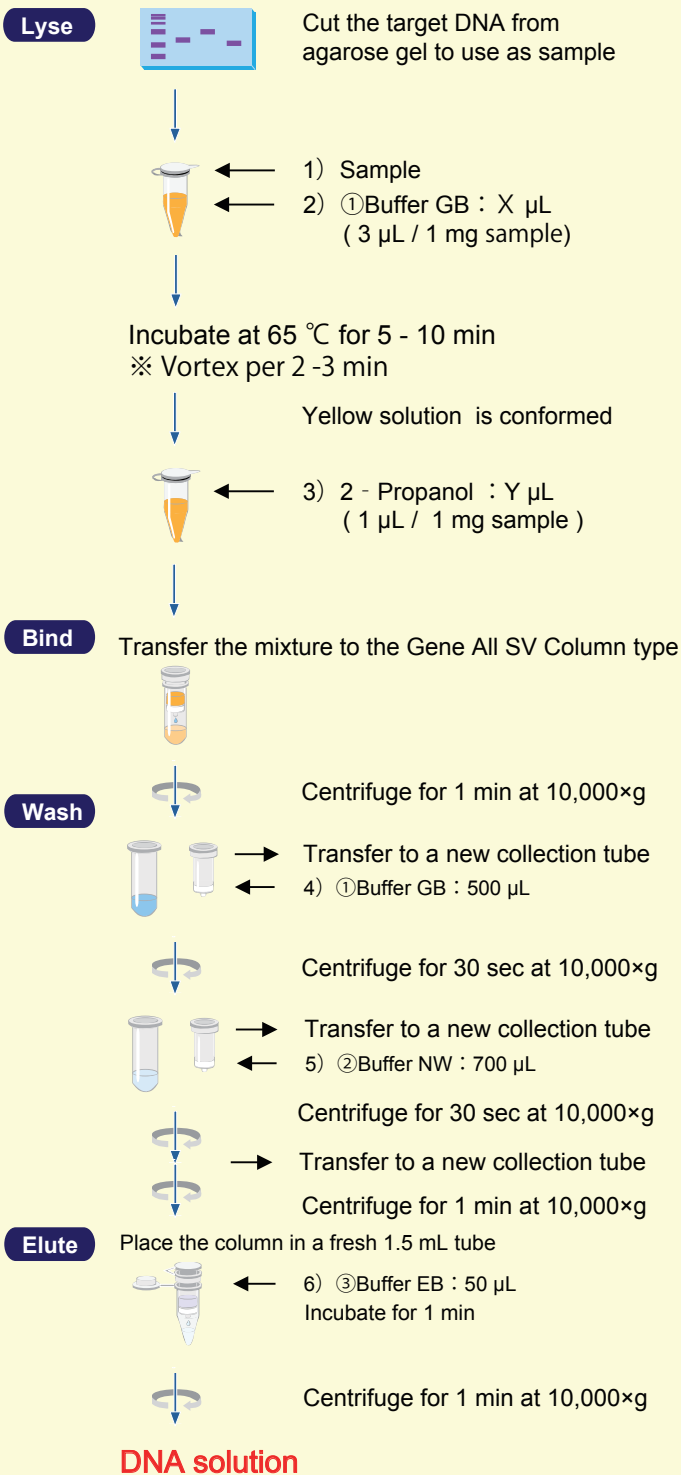 Lyse
Cut the target DNA from
agarose gel to use as sample
1）Sample
2）①Buffer GB：X µL
( 3 µL / 1 mg sample)
Incubate at 65 ℃ for 5 - 10 min
※ Vortex per 2 -3 min
Yellow solution is conformed
3）2‐Propanol ：Y µL
( 1 µL / 1 mg sample )
Bind
Transfer the mixture to the Gene All SV Column type
Centrifuge for 1 min at 10,000×g
Wash
Transfer to a new collection tube
4）①Buffer GB：500 µL
Centrifuge for 30 sec at 10,000×g
Transfer to a new collection tube
5）②Buffer NW：700 µL
Centrifuge for 30 sec at 10,000×g
Transfer to a new collection tube
Centrifuge for 1 min at 10,000×g
Elute
Place the column in a fresh 1.5 mL tube
6）③Buffer EB：50 µL
Incubate for 1 min
Centrifuge for 1 min at 10,000×g
DNA solution